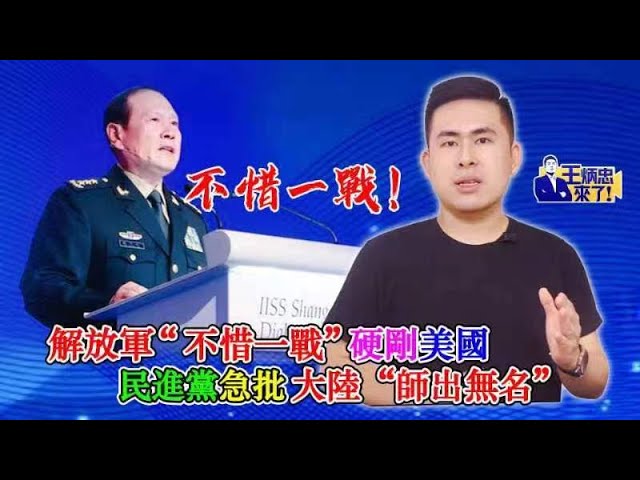 王炳忠
來了!
不惜一戰!
IISS Shang
解放軍“不惜一戰”硬剛美國
民進黨急批大陸“師出無名”